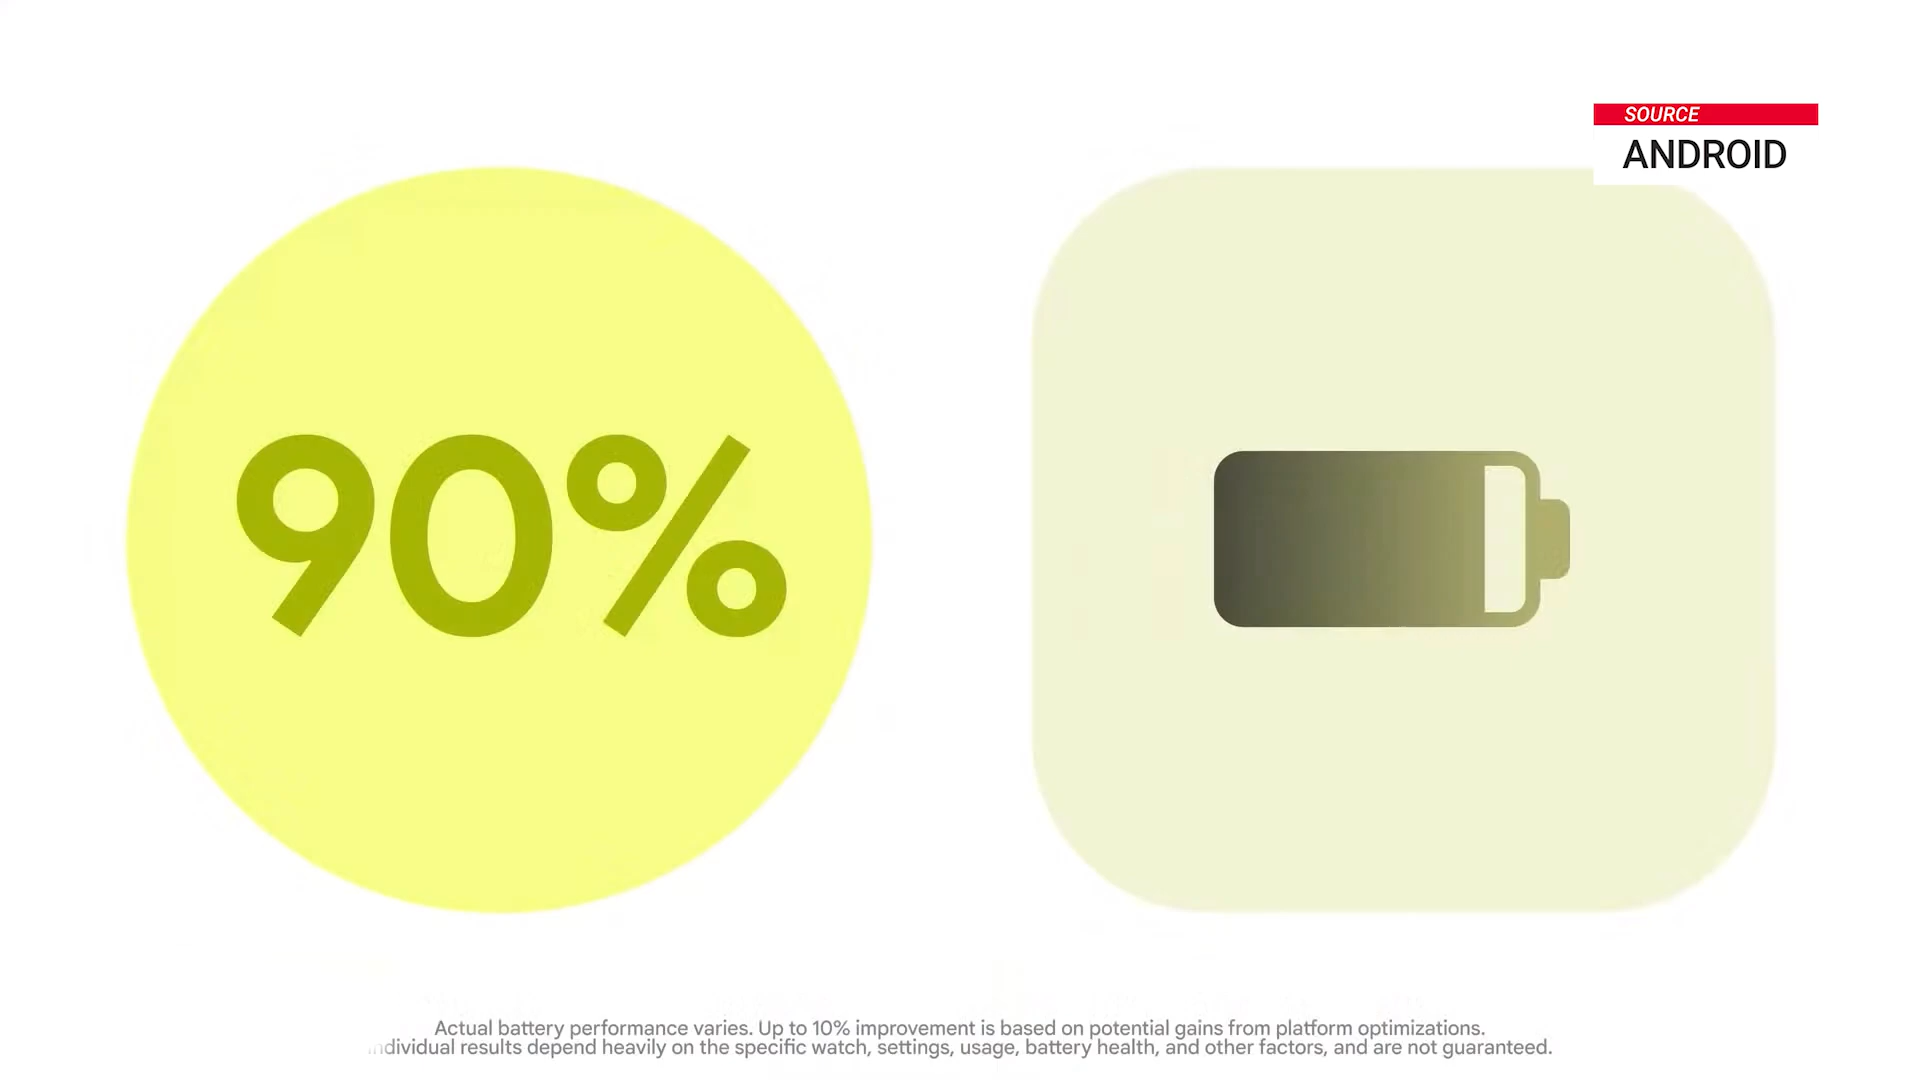 SOURCE
ANDROID
90%
Actual battery performance varies. Up to 10% improvement is based on potential gains from platform optimizations.
Individual results depend heavily on the specific watch, settings, usage, battery health, and other factors, and are not guaranteed.